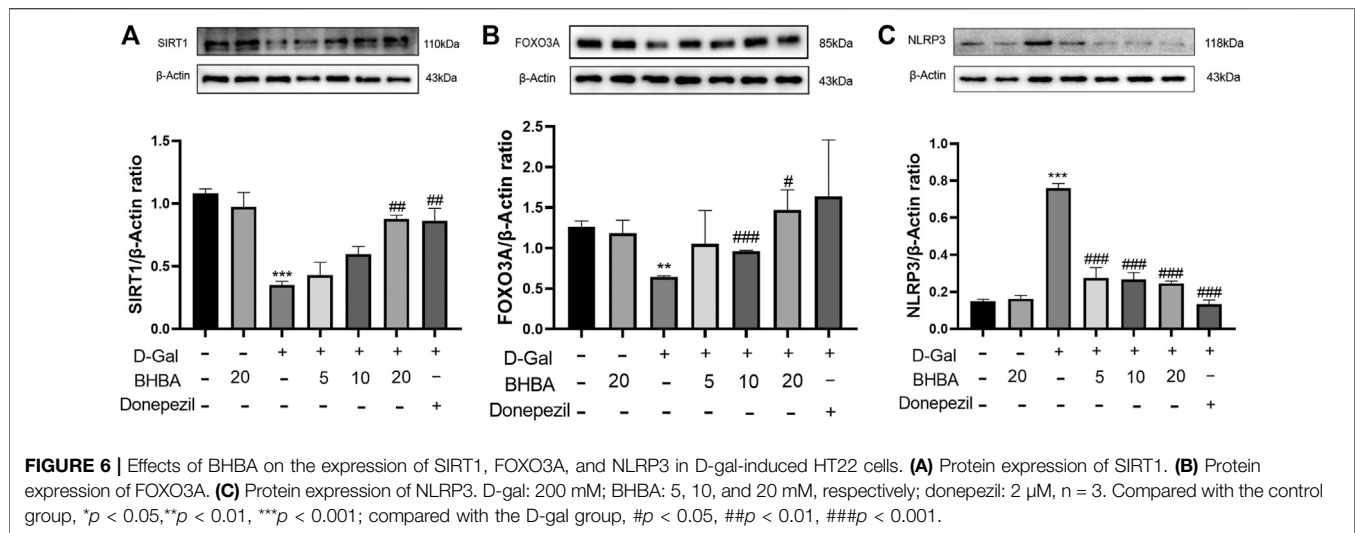 A
SIRT1
110kDa
β-Actin
43kDa
SIRT1/β-Actin ratio
1.5
1.0
0.5
0.0
***
##
##
D-Gal - - + + + + +
BHBA - 20 - 5 10 20 -
Donepezil - - - - - - +
B
FOXO3A
85kDa
β-Actin
43kDa
FOXO3A/β-Actin ratio
2.5
2.0
1.5
1.0
0.5
0.0
**
###
#
D-Gal - - + + + + +
BHBA - 20 - 5 10 20 -
Donepezil - - - - - - +
C
NLRP3
118kDa
β-Actin
43kDa
NLRP3/β-Actin ratio
1.0
0.8
0.6
0.4
0.2
0.0
***
###
###
###
###
D-Gal - - + + + + +
BHBA - 20 - 5 10 20 -
Donepezil - - - - - - +
FIGURE 6 | Effects of BHBA on the expression of SIRT1, FOXO3A, and NLRP3 in D-gal-induced HT22 cells. (A) Protein expression of SIRT1. (B) Protein
expression of FOXO3A. (C) Protein expression of NLRP3. D-gal: 200 mM; BHBA: 5, 10, and 20 mM, respectively; donepezil: 2 µM, n = 3. Compared with the control
group, *p < 0.05,**p < 0.01, ***p < 0.001; compared with the D-gal group, #p < 0.05, ##p < 0.01, ###p < 0.001.